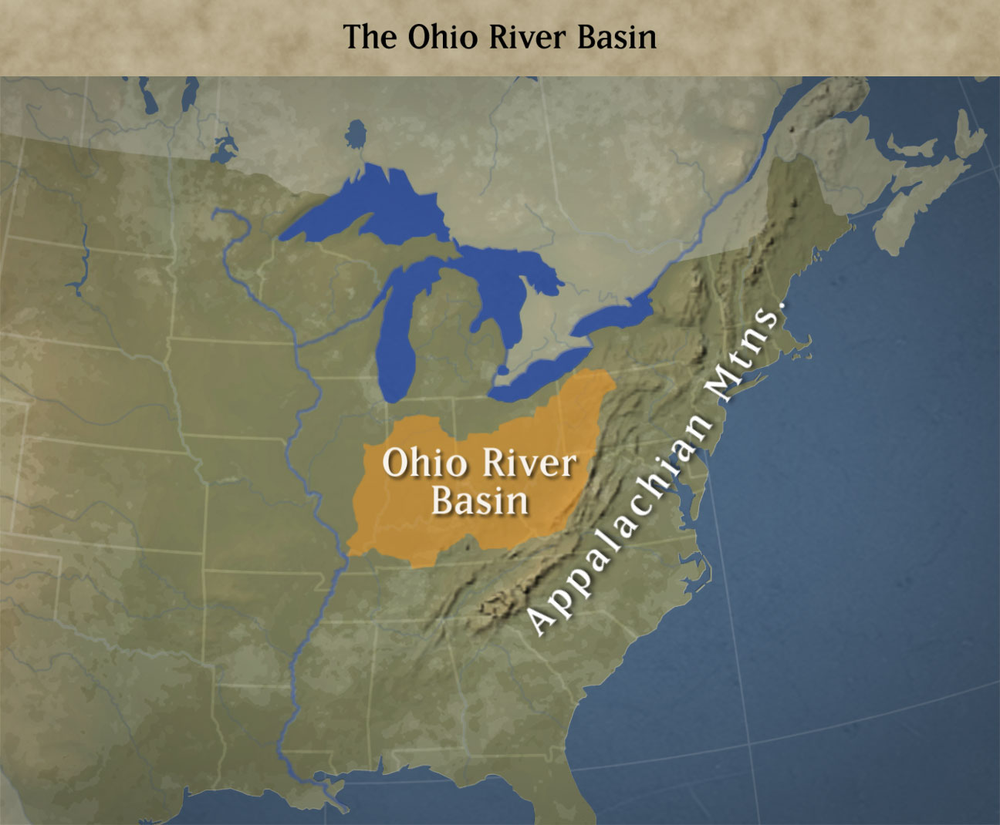 The Ohio River Basin
Ohio River
Basin
Appalachian Mtns.